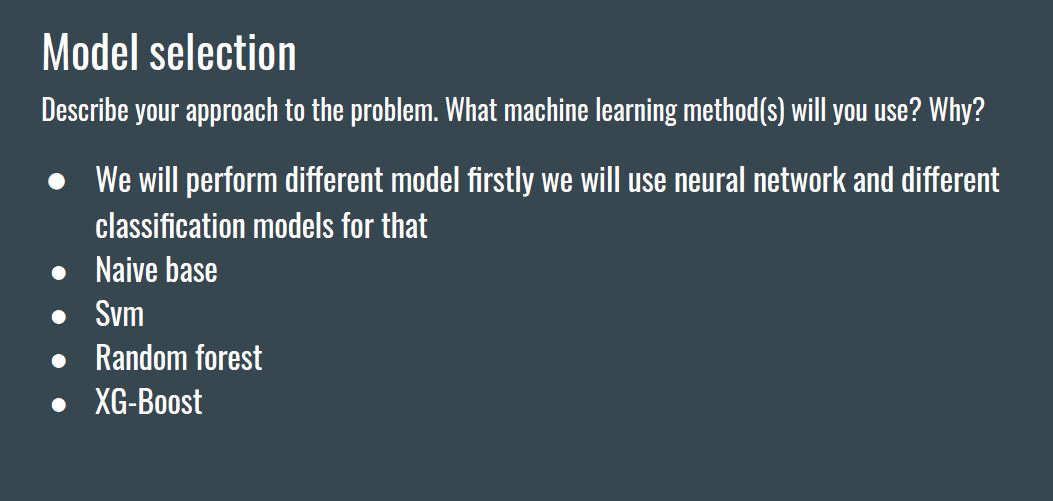 Model selection
Describe your approach to the problem. What machine learning method(s) will you use? Why?
● We will perform different model firstly we will use neural network and different
classification models for that
● Naive base
● Svm
● Random forest
● XG-Boost